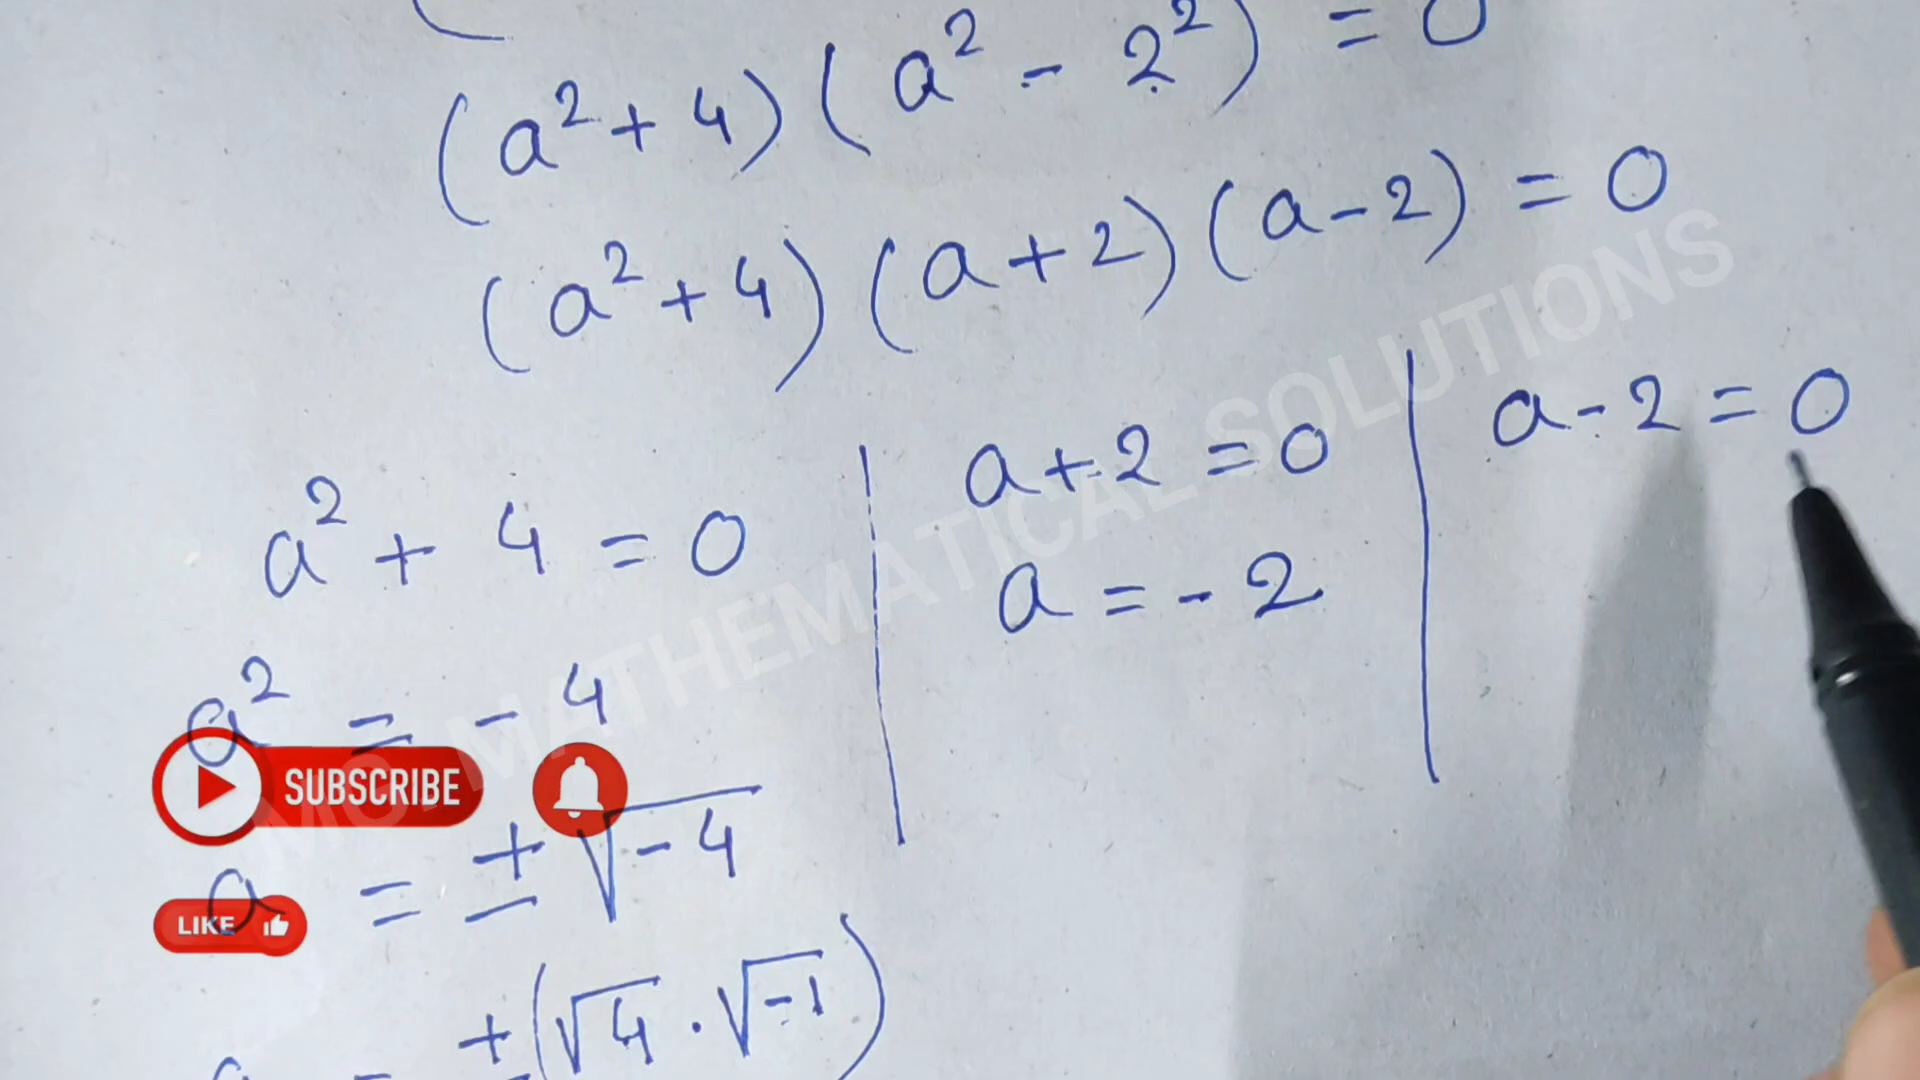 (a² + 4) (a² - 2²) = 0
(a² + 4) (a + 2) (a - 2) = 0
a² + 4 = 0
a² = - 4
a = ± √-4
± (√4 . √-1)
a + 2 = 0
a = - 2
a - 2 = 0
SUBSCRIBE
LIKE
MATHEMATICAL SOLUTIONS